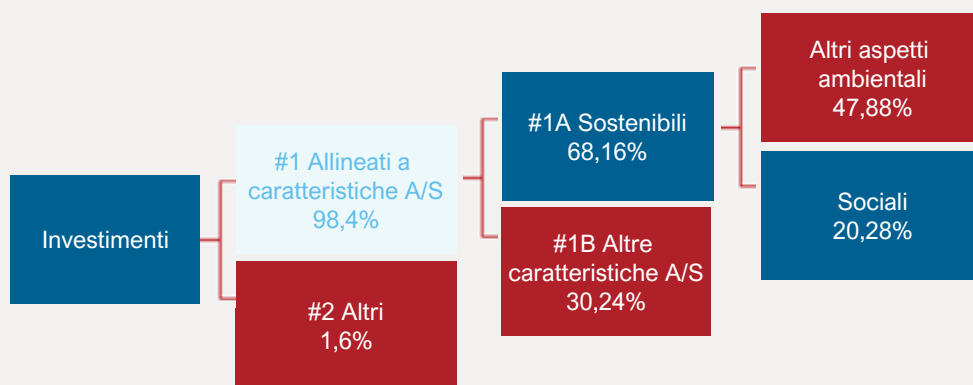 Investimenti
#1 Allineati a
caratteristiche A/S
98,4%
#2 Altri
1,6%
#1A Sostenibili
68,16%
#1B Altre
caratteristiche A/S
30,24%
Altri aspetti
ambientali
47,88%
Sociali
20,28%